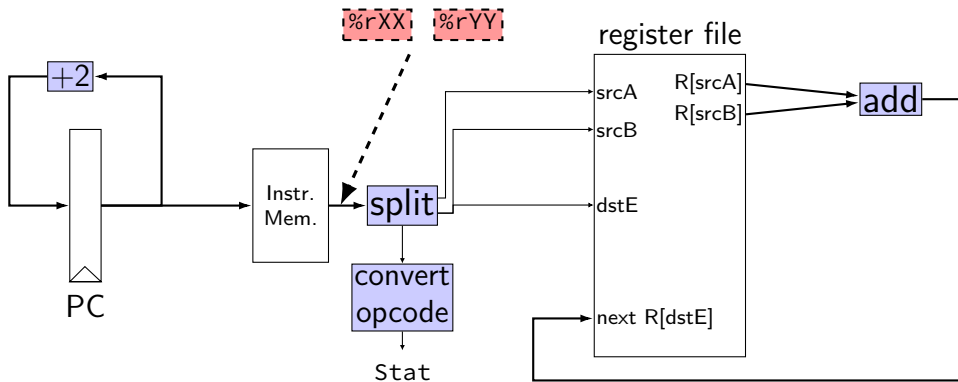 %rXX %rYY
register file
+2
srcA
R[srcA]
srcB
R[srcB]
add
Instr.
Mem.
split
dstE
PC
convert
opcode
next R[dstE]
Stat